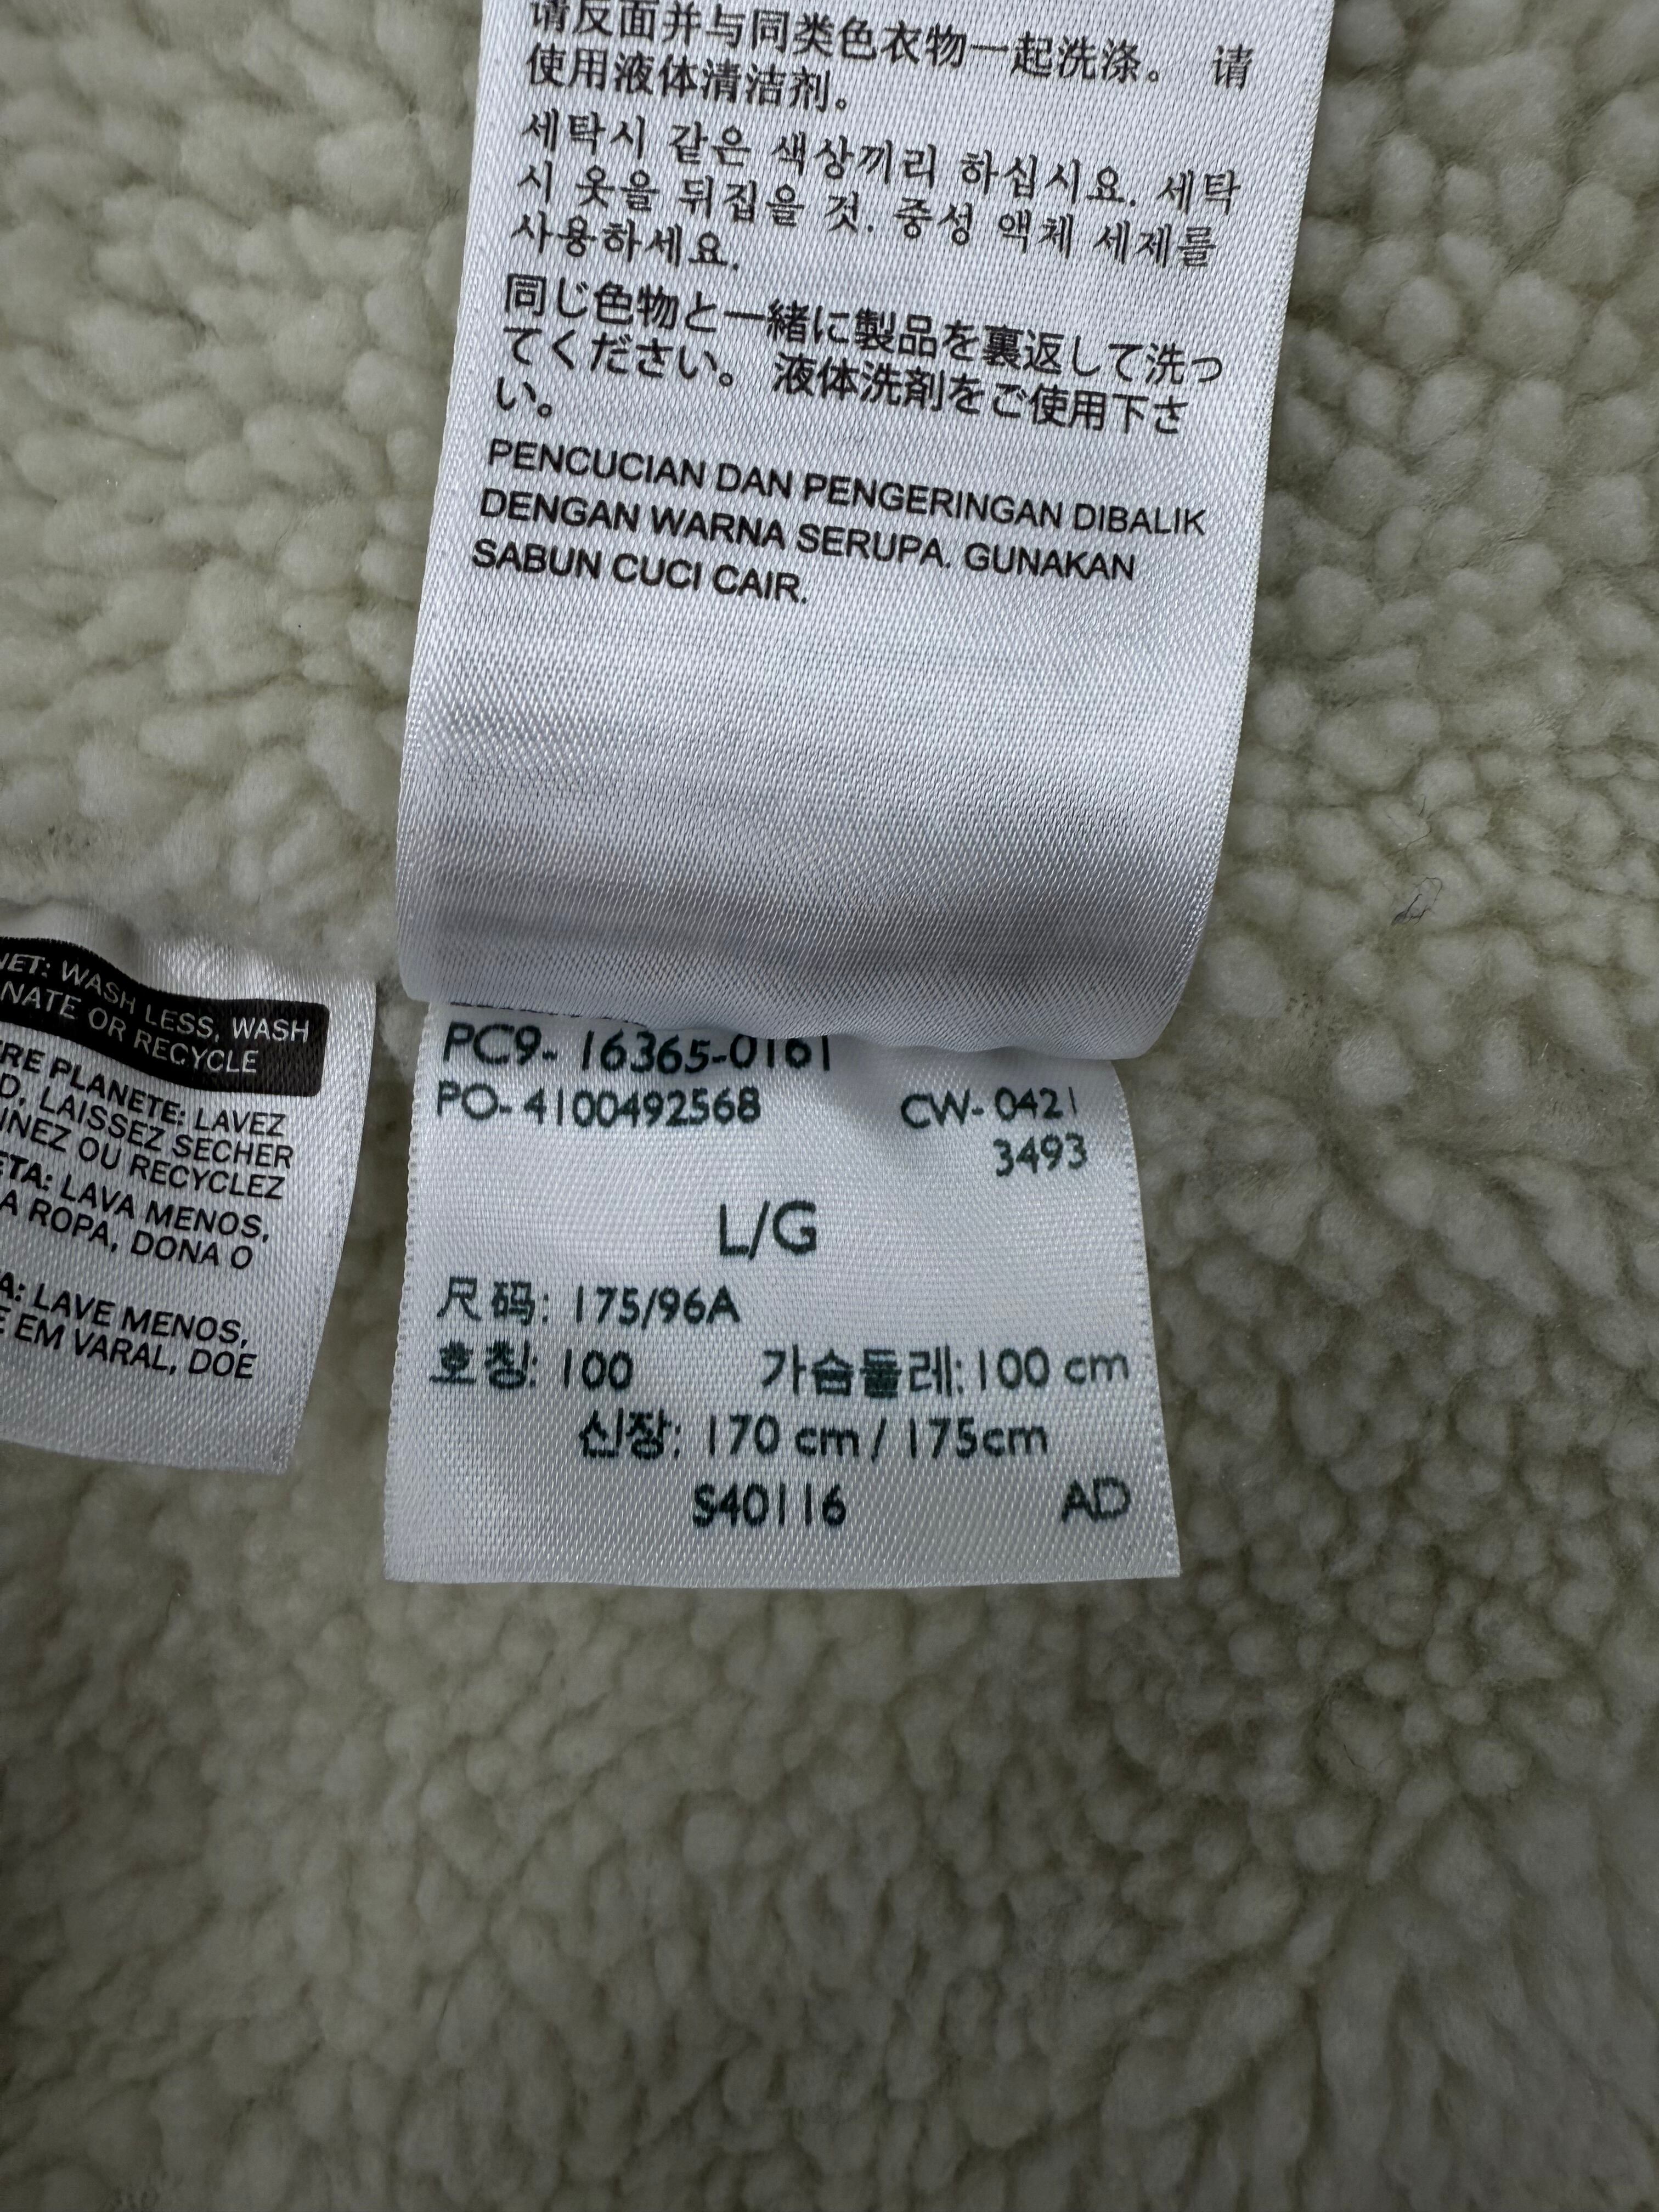 请反面并与同类色衣物一起洗涤。 请
使用液体清洁剂。
세탁시 같은 색상끼리 하십시요. 세탁
시 옷을 뒤집을 것. 중성 액체 세제를
사용하세요.
同じ色物と一緒に製品を裏返して洗っ
てください。 液体洗剤をご使用下さ
い。
PENCUCIAN DAN PENGERINGAN DIBALIK
DENGAN WARNA SERUPA. GUNAKAN
SABUN CUCI CAIR.
WASH LESS, WASH
OR RECYCLE
PLANETE: LAVEZ
LAISSEZ SECHER
OU RECYCLEZ
LAVA MENOS,
A ROPA, DONA O
LAVE MENOS,
EM VARAL, DOE
PC9- 16365-0161
PO- 4100492568 CW- 0421
3493
L/G
尺码: 175/96A
호칭: 100 가슴둘레: 100 cm
신장: 170 cm / 175cm
S40116 AD